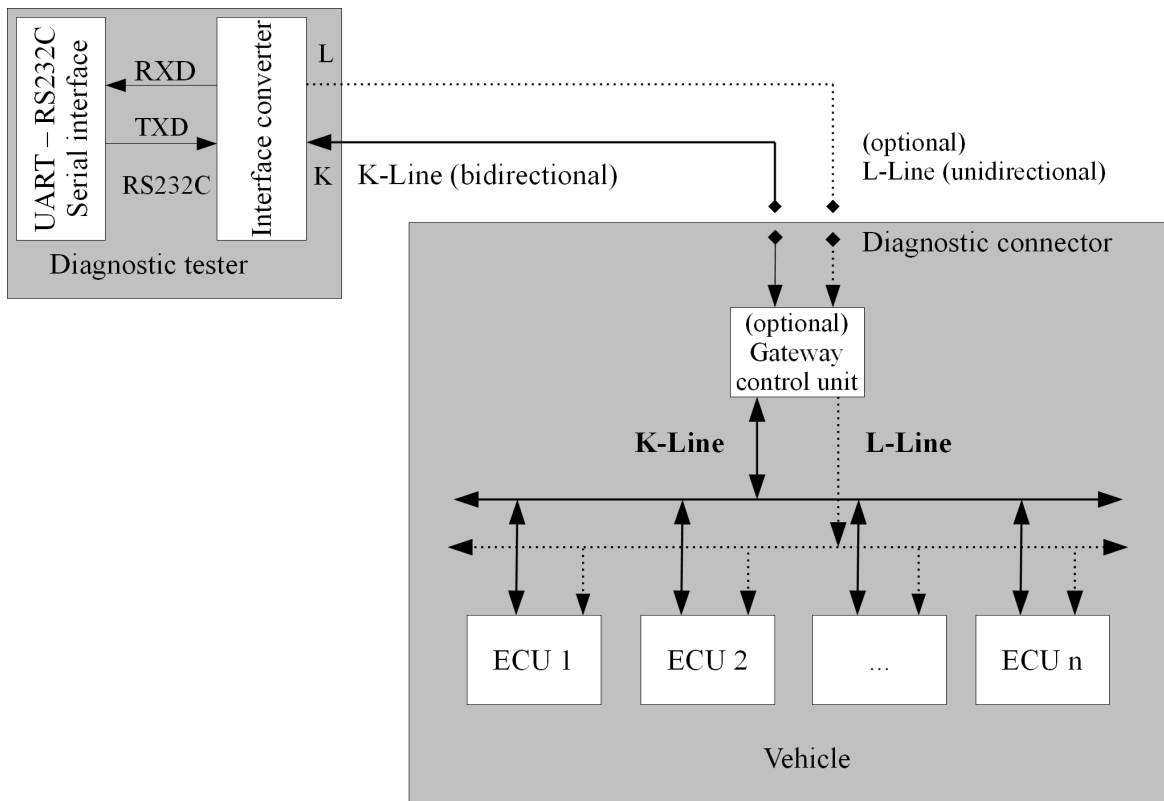 UART – RS232C
Serial interface
RXD
TXD
RS232C
Interface converter
L
K
Diagnostic tester
K-Line (bidirectional)
(optional)
L-Line (unidirectional)
Diagnostic connector
(optional)
Gateway
control unit
K-Line
L-Line
ECU 1
ECU 2
...
ECU n
Vehicle